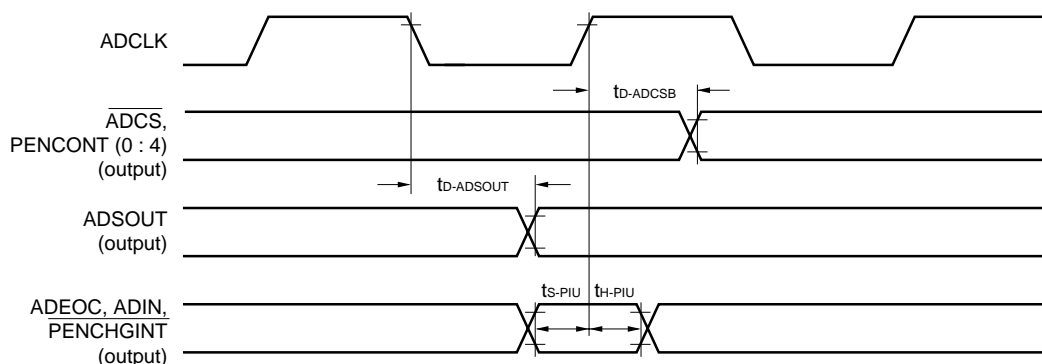 ADCLK
tD-ADCSB
ADCS,
PENCONT (0 : 4)
(output)
tD-ADSOUT
ADSOUT
(output)
tS-PIU tH-PIU
ADEOC, ADIN,
PENCHGINT
(output)